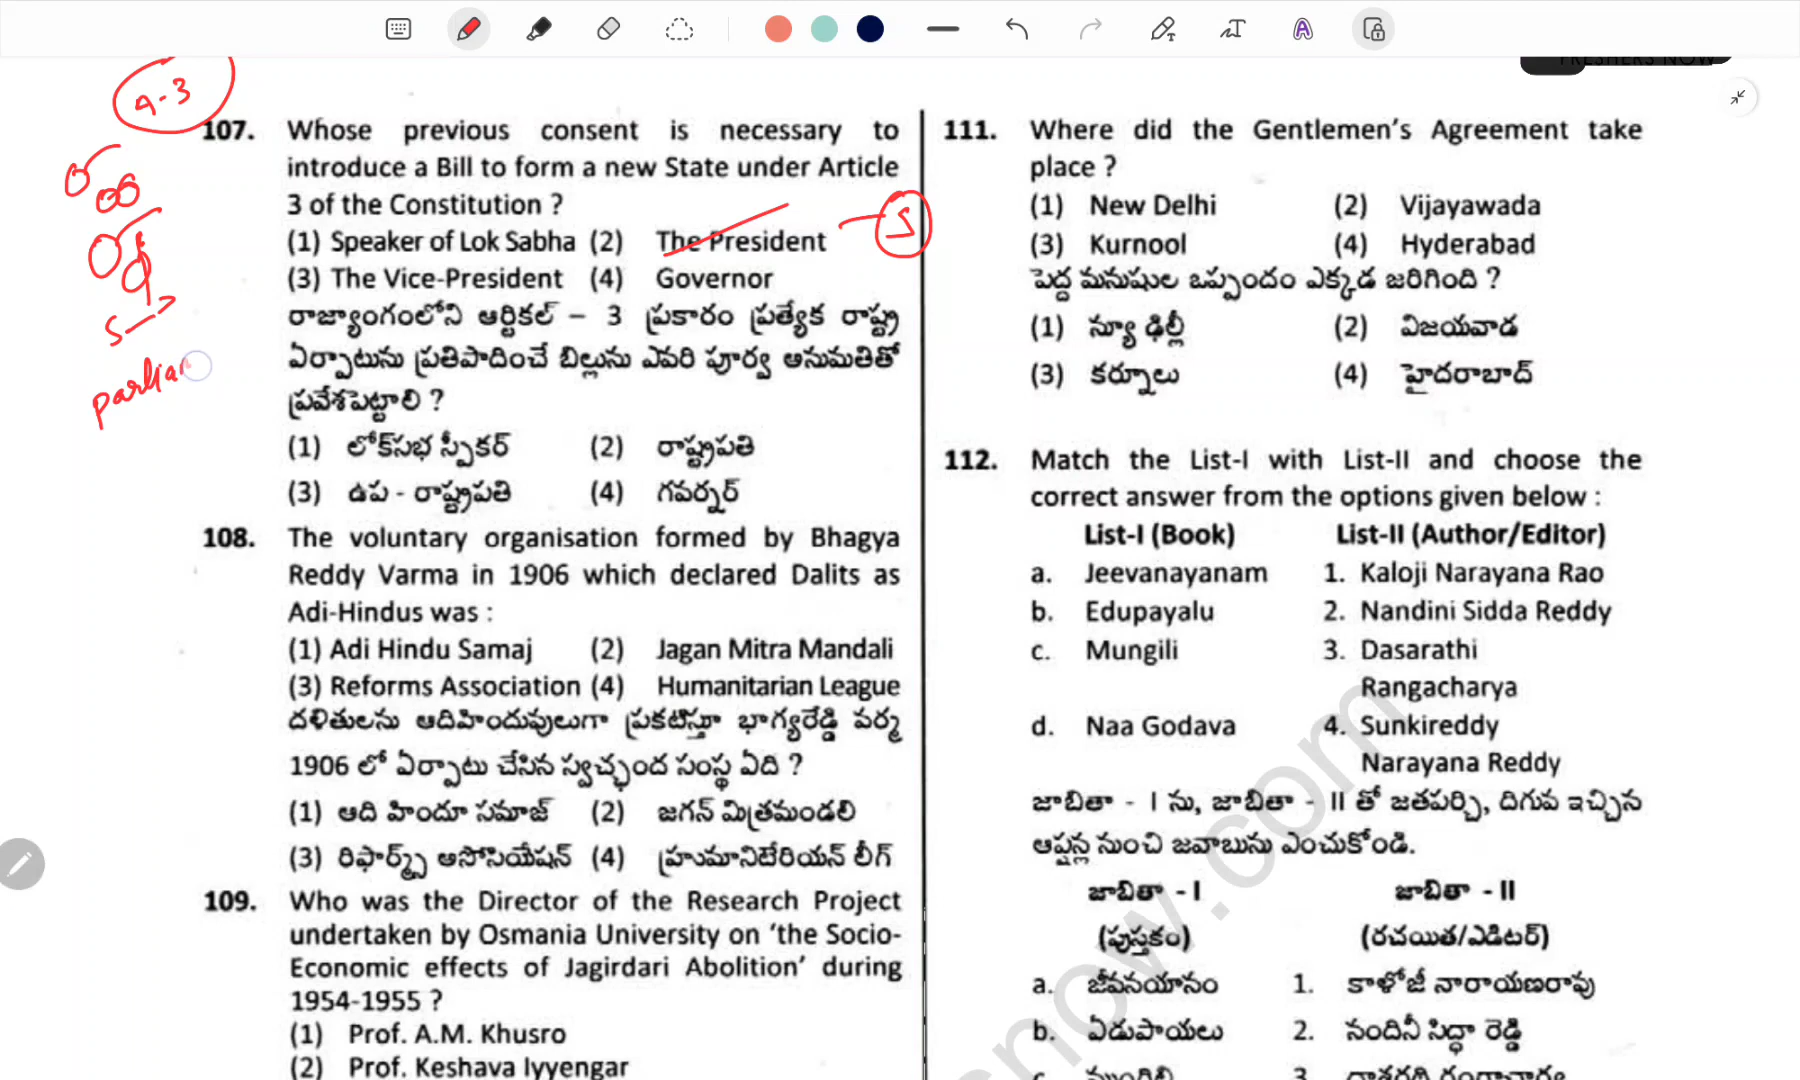 FRESHERS NOW
A-3
107. Whose previous consent is necessary to
introduce a Bill to form a new State under Article
3 of the Constitution ?
(1) Speaker of Lok Sabha (2) The President
S
(3) The Vice-President (4) Governor
రాజ్యాంగంలోని ఆర్టికల్ – 3 ప్రకారం ప్రత్యేక రాష్ట్ర
ఏర్పాటును ప్రతిపాదించే బిల్లును ఎవరి పూర్వ అనుమతితో
ప్రవేశపెట్టాలి ?
(1) లోక్‌సభ స్పీకర్ (2) రాష్ట్రపతి
(3) ఉప - రాష్ట్రపతి (4) గవర్నర్
S
parlia
108. The voluntary organisation formed by Bhagya
Reddy Varma in 1906 which declared Dalits as
Adi-Hindus was :
(1) Adi Hindu Samaj (2) Jagan Mitra Mandali
(3) Reforms Association (4) Humanitarian League
దళితులను ఆదిహిందువులుగా ప్రకటిస్తూ భాగ్యరెడ్డి వర్మ
1906 లో ఏర్పాటు చేసిన స్వచ్ఛంద సంస్థ ఏది ?
(1) ఆది హిందూ సమాజ్ (2) జగన్ మిత్రమండలి
(3) రిఫార్మ్స్ అసోసియేషన్ (4) హ్యుమానిటేరియన్ లీగ్
109. Who was the Director of the Research Project
undertaken by Osmania University on 'the Socio-
Economic effects of Jagirdari Abolition' during
1954-1955 ?
(1) Prof. A.M. Khusro
(2) Prof. Keshava Iyyengar
111. Where did the Gentlemen's Agreement take
place ?
(1) New Delhi (2) Vijayawada
(3) Kurnool (4) Hyderabad
పెద్ద మనుషుల ఒప్పందం ఎక్కడ జరిగింది ?
(1) న్యూ ఢిల్లీ (2) విజయవాడ
(3) కర్నూలు (4) హైదరాబాద్
112. Match the List-I with List-II and choose the
correct answer from the options given below :
List-I (Book) List-II (Author/Editor)
a. Jeevanayanam 1. Kaloji Narayana Rao
b. Edupayalu 2. Nandini Sidda Reddy
c. Mungili 3. Dasarathi
Rangacharya
d. Naa Godava 4. Sunkireddy
Narayana Reddy
జాబితా - I ను, జాబితా - II తో జతపర్చి, దిగువ ఇచ్చిన
ఆప్షన్ల నుంచి జవాబును ఎంచుకోండి.
జాబితా - I జాబితా - II
(పుస్తకం) (రచయిత/ఎడిటర్)
a. జీవనయానం 1. కాళోజీ నారాయణరావు
b. ఏడుపాయలు 2. నందినీ సిద్ధా రెడ్డి
c. ముంగిలి 3. దాశరథి రంగాచార్య
snow.com